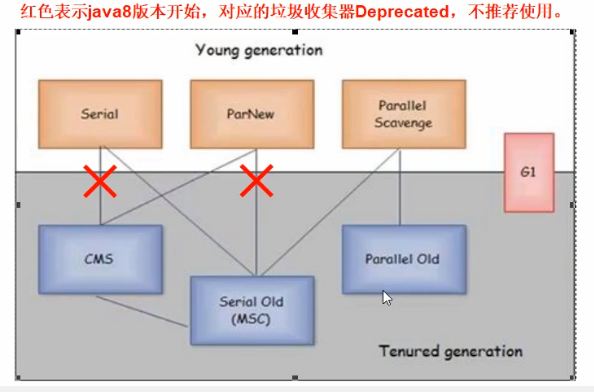 红色表示java8版本开始，对应的垃圾收集器Deprecated，不推荐使用。
Young generation
Serial
ParNew
Parallel
Scavenge
G1
CMS
Serial Old
(MSC)
Parallel Old
Tenured generation